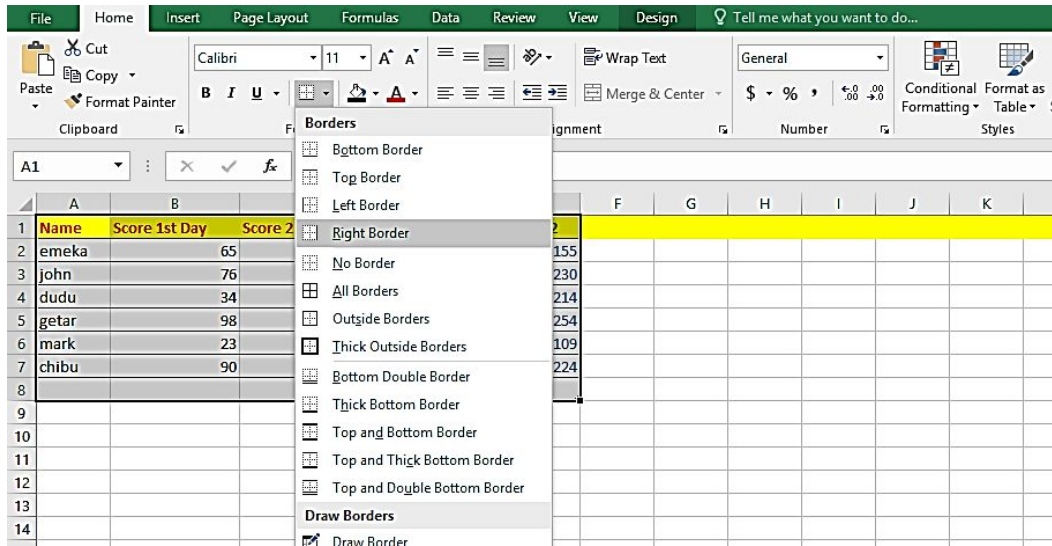 File Home Insert Page Layout Formulas Data Review View Design Tell me what you want to do...
Cut
Copy
Format Painter
Paste
Clipboard
Calibri 11
B I U
Wrap Text
Merge & Center
General
$ % ,
Number
Conditional Formatting
Format as Table
Styles
A1 fx
A B F G H I J K
1 Name Score 1st Day Score 2 2
2 emeka 65 155
3 john 76 230
4 dudu 34 214
5 getar 98 254
6 mark 23 109
7 chibu 90 224
8
9
10
11
12
13
14
Borders
Bottom Border
Top Border
Left Border
Right Border
No Border
All Borders
Outside Borders
Thick Outside Borders
Bottom Double Border
Thick Bottom Border
Top and Bottom Border
Top and Thick Bottom Border
Top and Double Bottom Border
Draw Borders
Draw Border